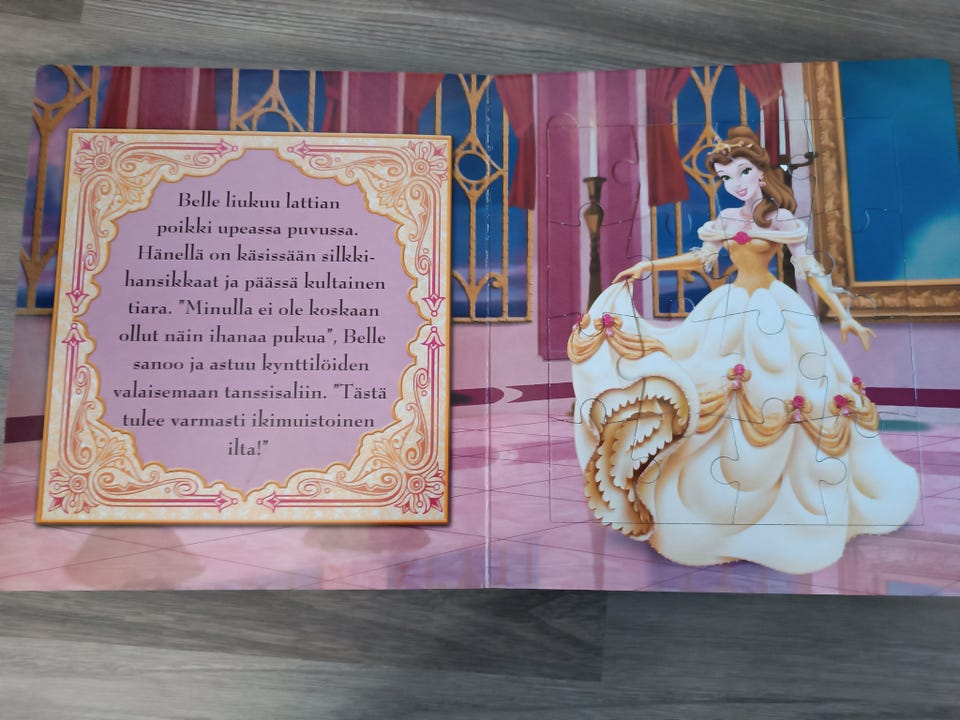 Belle liukuu lattian
poikki upeassa puvussa.
Hänellä on käsissään silkki-
hansikkaat ja päässä kultainen
tiara. "Minulla ei ole koskaan
ollut näin ihanaa pukua", Belle
sanoo ja astuu kynttilöiden
valaisemaan tanssisaliin. "Tästä
tulee varmasti ikimuistoinen
ilta!"